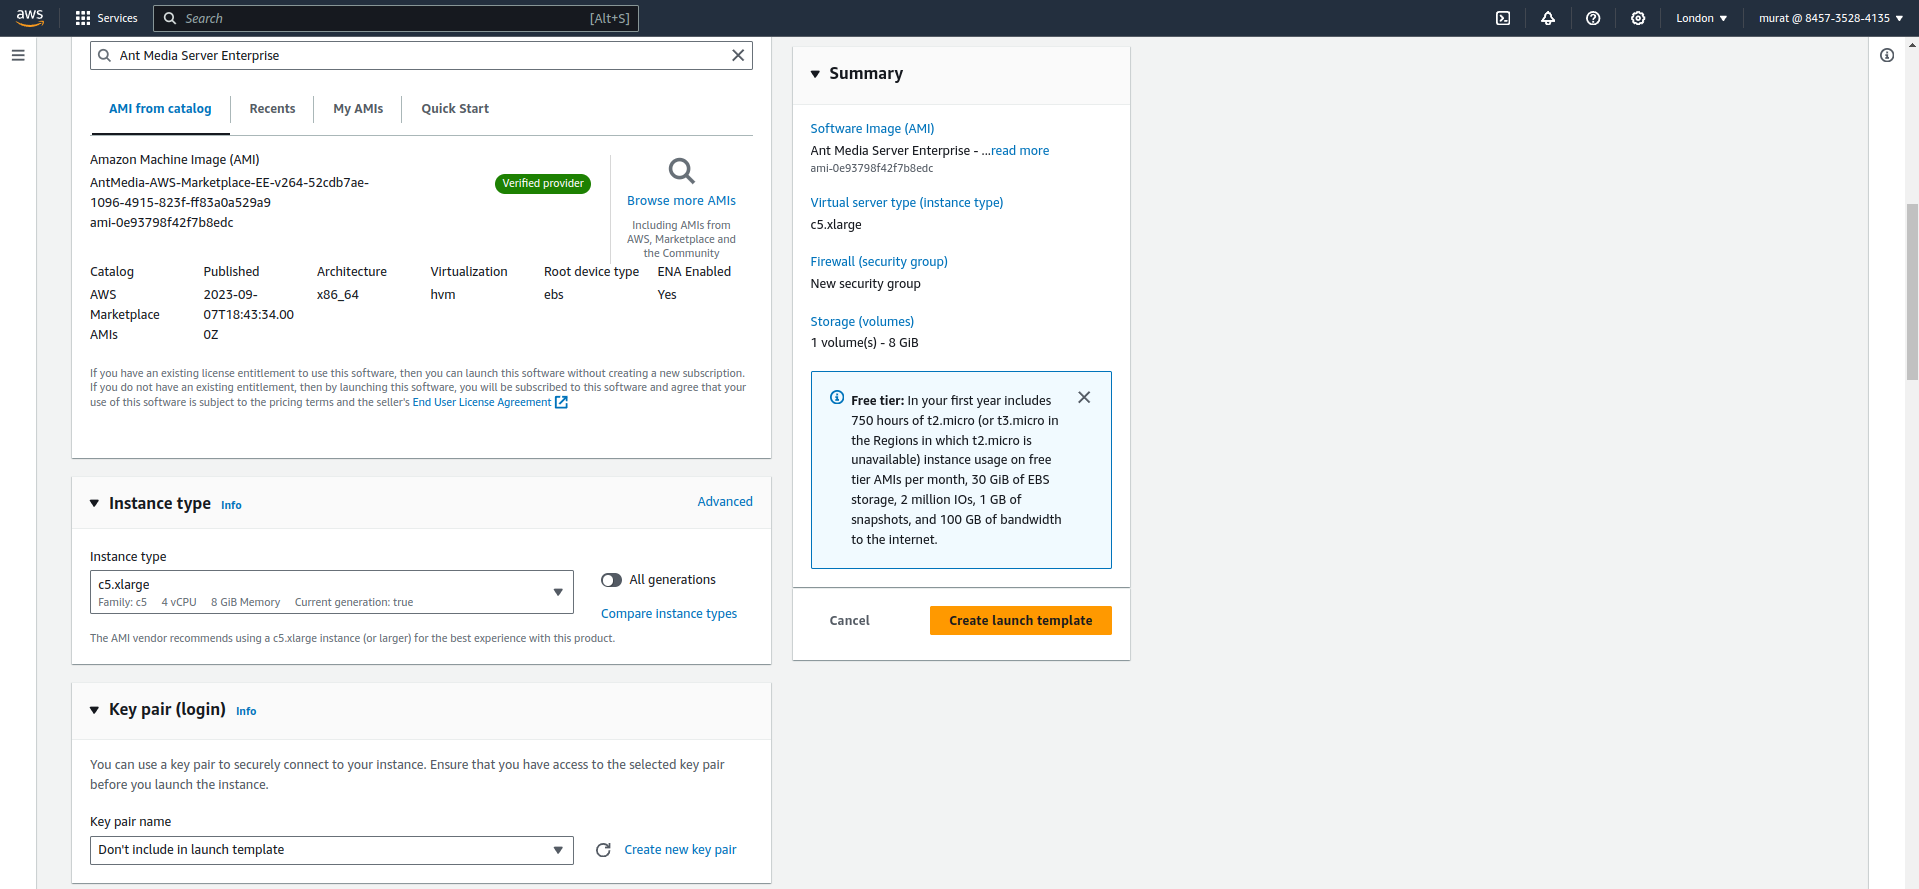 aws
Services
Search
[Alt+S]
London
murat @ 8457-3528-4135
Ant Media Server Enterprise
AMI from catalog
Recents
My AMIs
Quick Start
Amazon Machine Image (AMI)
AntMedia-AWS-Marketplace-EE-v264-52cdb7ae-
1096-4915-823f-ff83a0a529a9
ami-0e93798f42f7b8edc
Verified provider
Browse more AMIs
Including AMIs from
AWS, Marketplace and
the Community
Catalog
AWS
Marketplace
AMIs
Published
2023-09-
07T18:43:34.00
0Z
Architecture
x86_64
Virtualization
hvm
Root device type
ebs
ENA Enabled
Yes
If you have an existing license entitlement to use this software, then you can launch this software without creating a new subscription.
If you do not have an existing entitlement, then by launching this software, you will be subscribed to this software and agree that your
use of this software is subject to the pricing terms and the seller's End User License Agreement
Instance type
Info
Advanced
Instance type
c5.xlarge
Family: c5 4 vCPU 8 GiB Memory Current generation: true
All generations
Compare instance types
The AMI vendor recommends using a c5.xlarge instance (or larger) for the best experience with this product.
Key pair (login)
Info
You can use a key pair to securely connect to your instance. Ensure that you have access to the selected key pair
before you launch the instance.
Key pair name
Don't include in launch template
Create new key pair
Summary
Software Image (AMI)
Ant Media Server Enterprise - ...read more
ami-0e93798f42f7b8edc
Virtual server type (instance type)
c5.xlarge
Firewall (security group)
New security group
Storage (volumes)
1 volume(s) - 8 GiB
Free tier: In your first year includes
750 hours of t2.micro (or t3.micro in
the Regions in which t2.micro is
unavailable) instance usage on free
tier AMIs per month, 30 GiB of EBS
storage, 2 million IOs, 1 GB of
snapshots, and 100 GB of bandwidth
to the internet.
Cancel
Create launch template